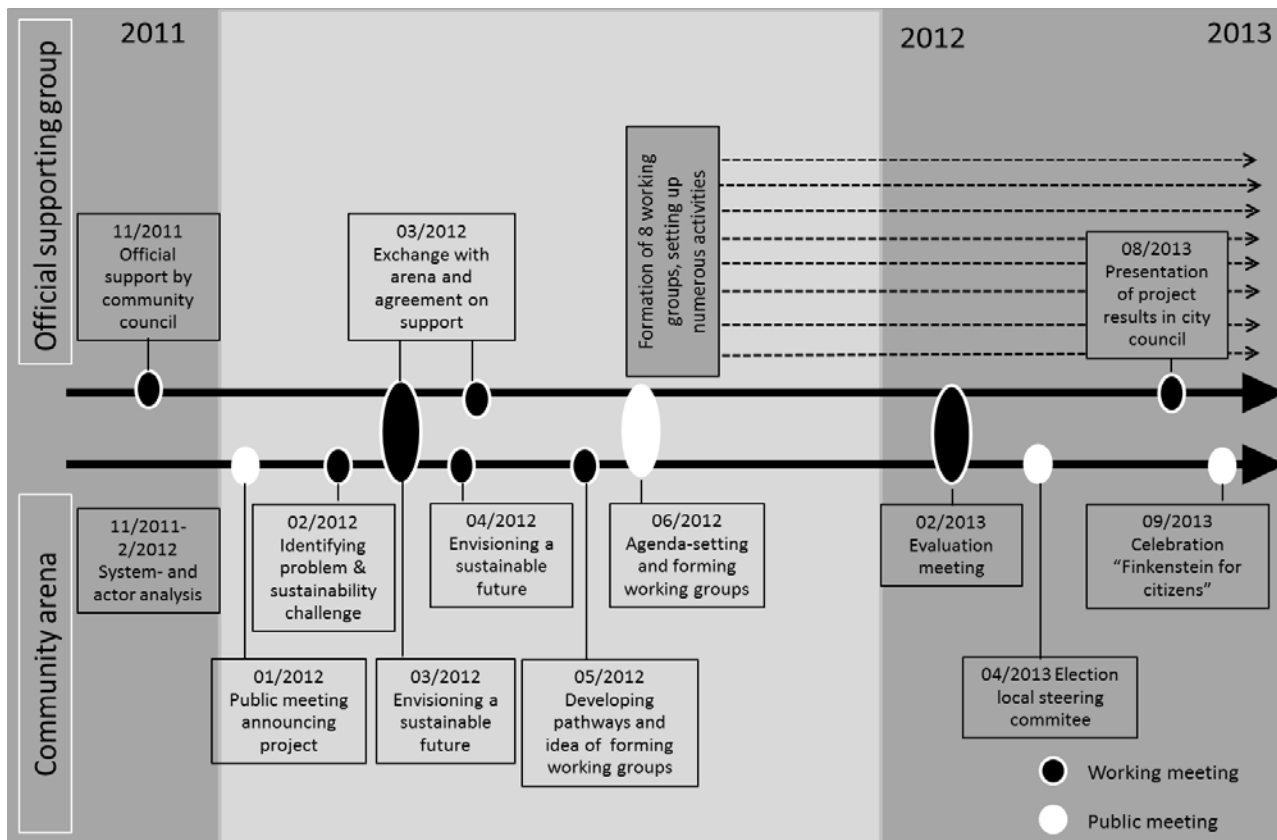 2011
2012
2013
Official supporting group
11/2011
Official
support by
community
council
03/2012
Exchange with
arena and
agreement on
support
Formation of 8 working
groups, setting up
numerous activities
08/2013
Presentation
of project
results in city
council
Community arena
11/2011-
2/2012
System- and
actor analysis
02/2012
Identifying
problem &
sustainability
challenge
04/2012
Envisioning a
sustainable
future
06/2012
Agenda-setting
and forming
working groups
02/2013
Evaluation
meeting
09/2013
Celebration
“Finkenstein for
citizens”
01/2012
Public meeting
announcing
project
03/2012
Envisioning a
sustainable
future
05/2012
Developing
pathways and
idea of forming
working groups
04/2013 Election
local steering
commitee
Working meeting
Public meeting